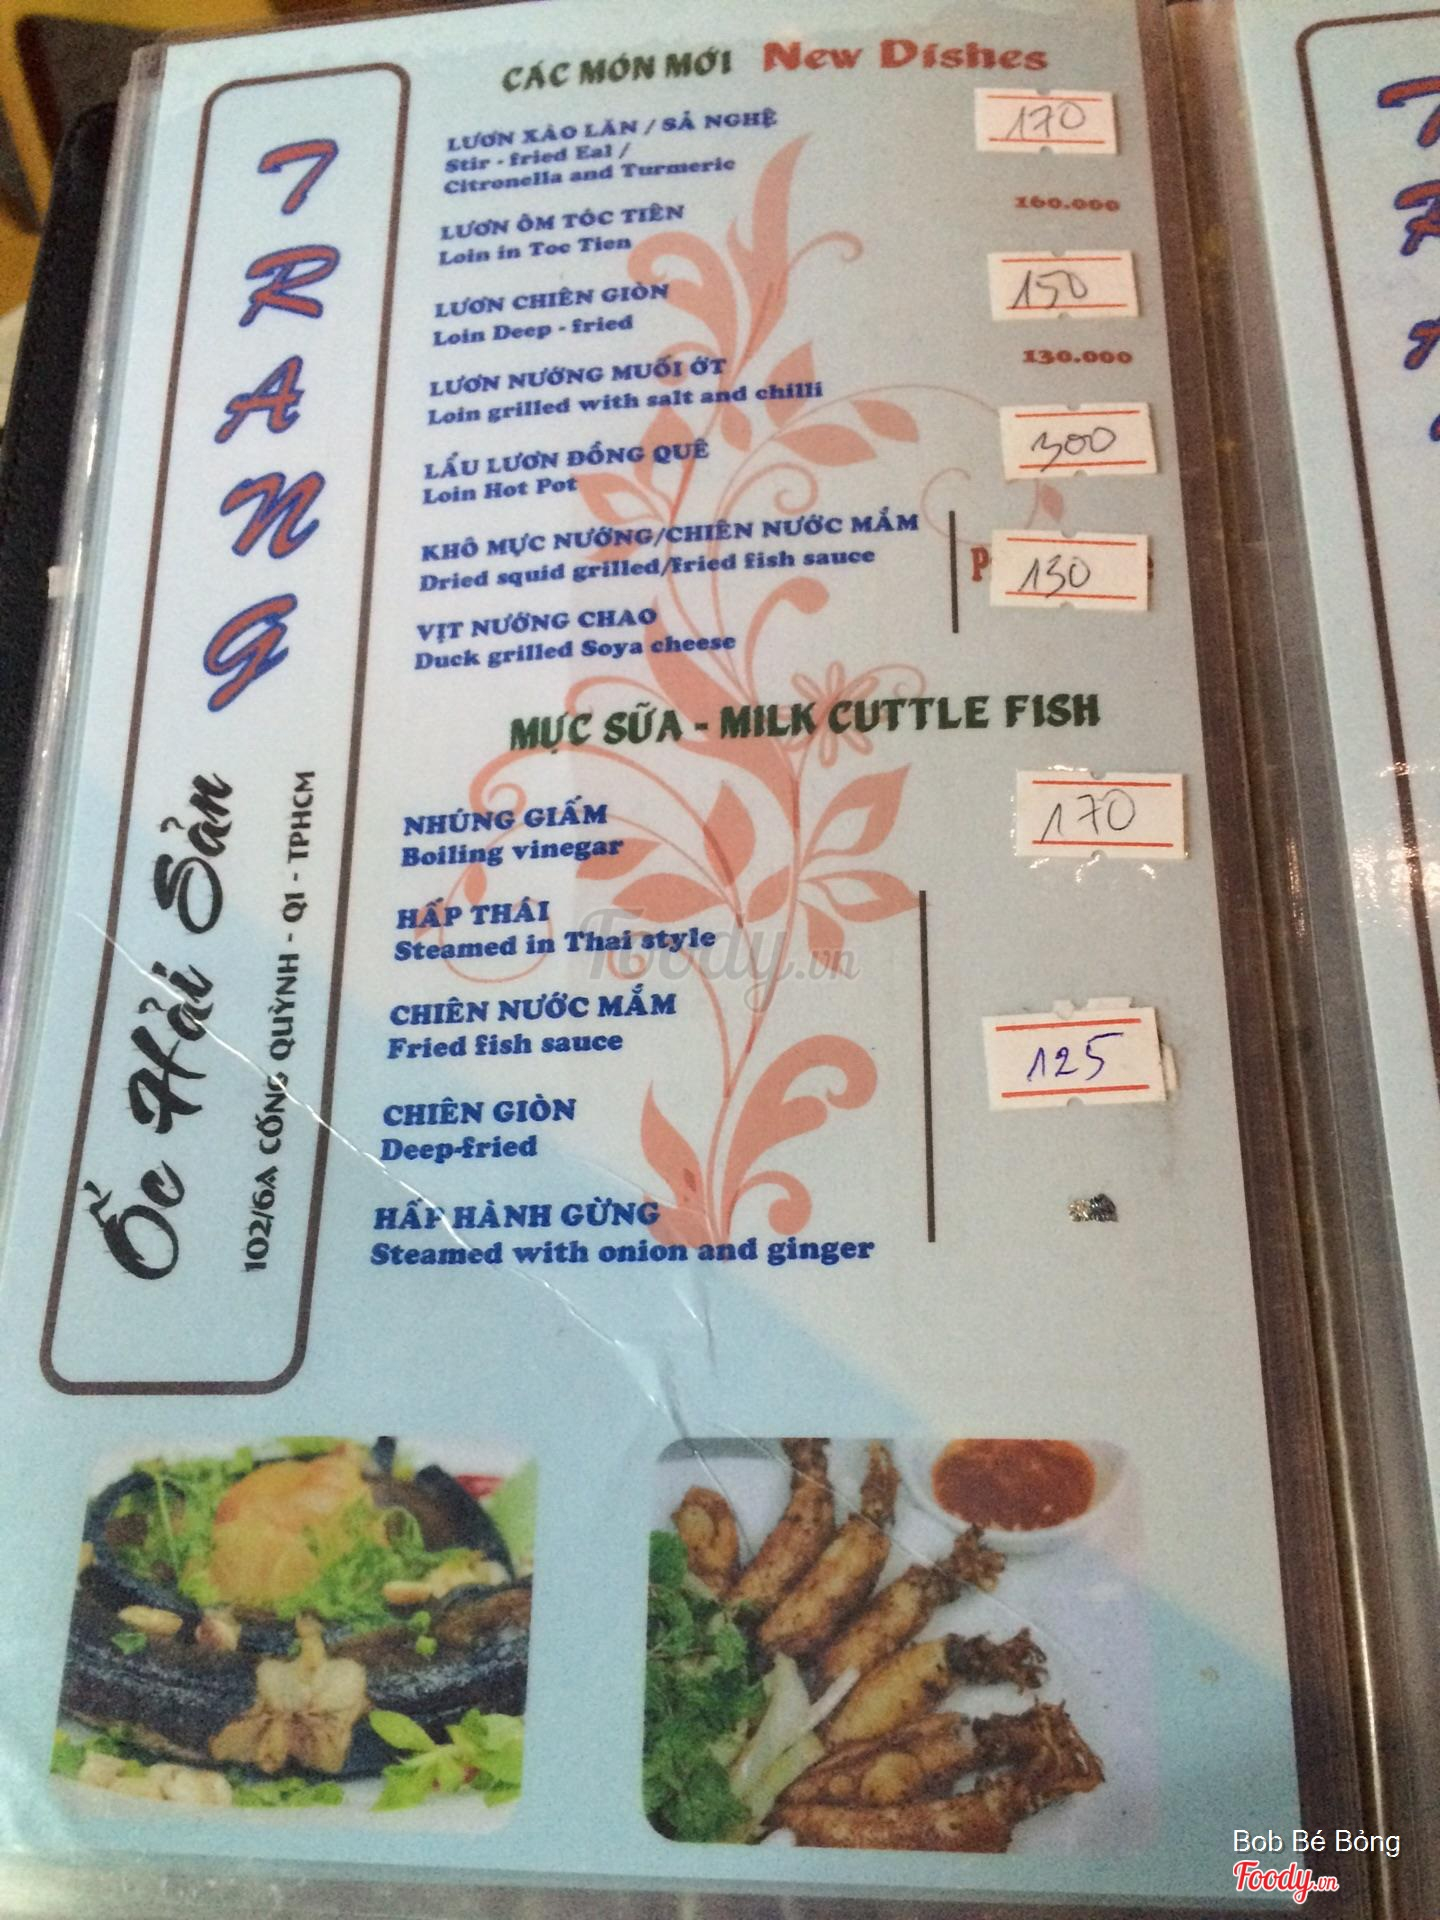 TRANG
Ốc Hải Sản
102/6A CỐNG QUỲNH - Q1 - TPHCM
CÁC MÓN MỚI New Dishes
LƯƠN XÀO LĂN / SẢ NGHỆ 170
Stir - fried Eal /
Citronella and Turmeric
LƯƠN ÔM TÓC TIÊN 160.000
Loin in Toc Tien
LƯƠN CHIÊN GIÒN 150
Loin Deep - fried
LƯƠN NƯỚNG MUỐI ỚT 130.000
Loin grilled with salt and chilli
LẨU LƯƠN ĐỒNG QUÊ 300
Loin Hot Pot
KHÔ MỰC NƯỚNG/CHIÊN NƯỚC MẮM
Dried squid grilled/fried fish sauce 130
VỊT NƯỚNG CHAO
Duck grilled Soya cheese
MỰC SỮA - MILK CUTTLE FISH
NHÚNG GIẤM 170
Boiling vinegar
HẤP THÁI
Steamed in Thai style
CHIÊN NƯỚC MẮM
Fried fish sauce 125
CHIÊN GIÒN
Deep-fried
HẤP HÀNH GỪNG
Steamed with onion and ginger
Foody.vn
Bob Bé Bỏng
Foody.vn